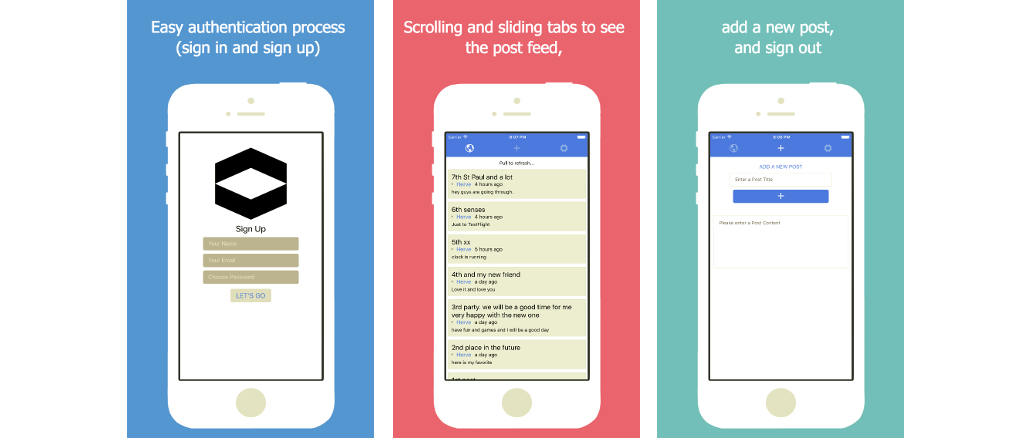 Easy authentication process
(sign in and sign up)
Sign Up
Your Name
Your Email
Choose Password
LET'S GO
Scrolling and sliding tabs to see
the post feed,
Carrier 9:07 PM
Pull to refresh...
7th St Paul and a lot
Herve 4 hours ago
hey guys are going through.
6th senses
Herve 4 hours ago
Just to Testflight
5th xx
Herve 5 hours ago
clock is running
4th and my new friend
Herve a day ago
Love it and love you
3rd party. we will be a good time for me
very happy with the new one
Herve a day ago
have fun and games and I will be a good day
2nd place in the future
Herve a day ago
here is my favorite
add a new post,
and sign out
Carrier
ADD A NEW POST
Enter a Post Title
+
Please enter a Post Content